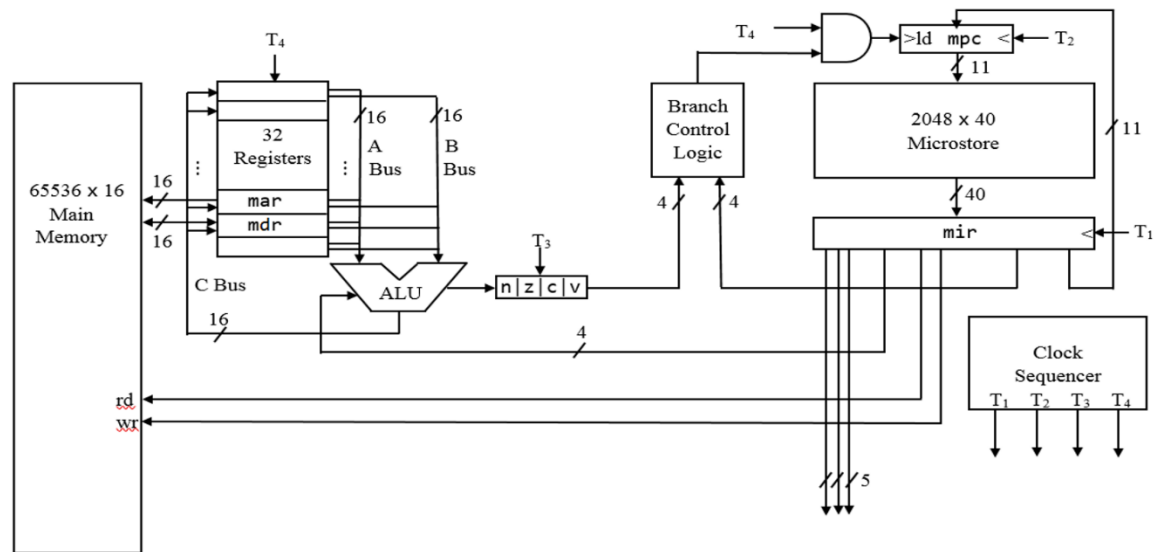 T₄
>ld mpc <
T₂
11
T₄
16
16
32
Registers
⋮
⋮
A
Bus
B
Bus
Branch
Control
Logic
2048 x 40
Microstore
11
65536 x 16
Main
Memory
16
mar
mdr
16
4
4
40
mir
<
T₁
T₃
C Bus
ALU
n|z|c|v
16
4
Clock
Sequencer
T₁ T₂ T₃ T₄
rd
wr
5